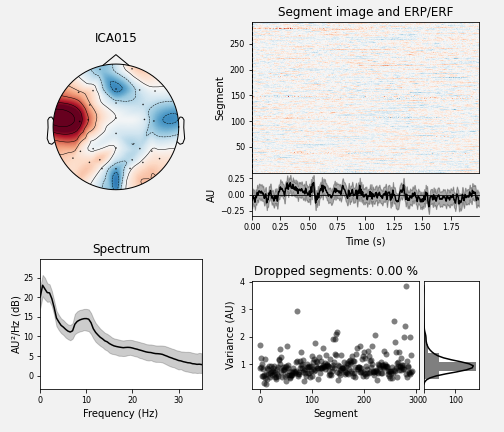 ICA015
Segment image and ERP/ERF
Segment
250
200
150
100
50
AU
0.25
0.00
−0.25
0.00 0.25 0.50 0.75 1.00 1.25 1.50 1.75
Time (s)
Spectrum
AU²/Hz (dB)
25
20
15
10
5
0
0 10 20 30
Frequency (Hz)
Dropped segments: 0.00 %
Variance (AU)
4
3
2
1
0 100 200 300
Segment
0 100